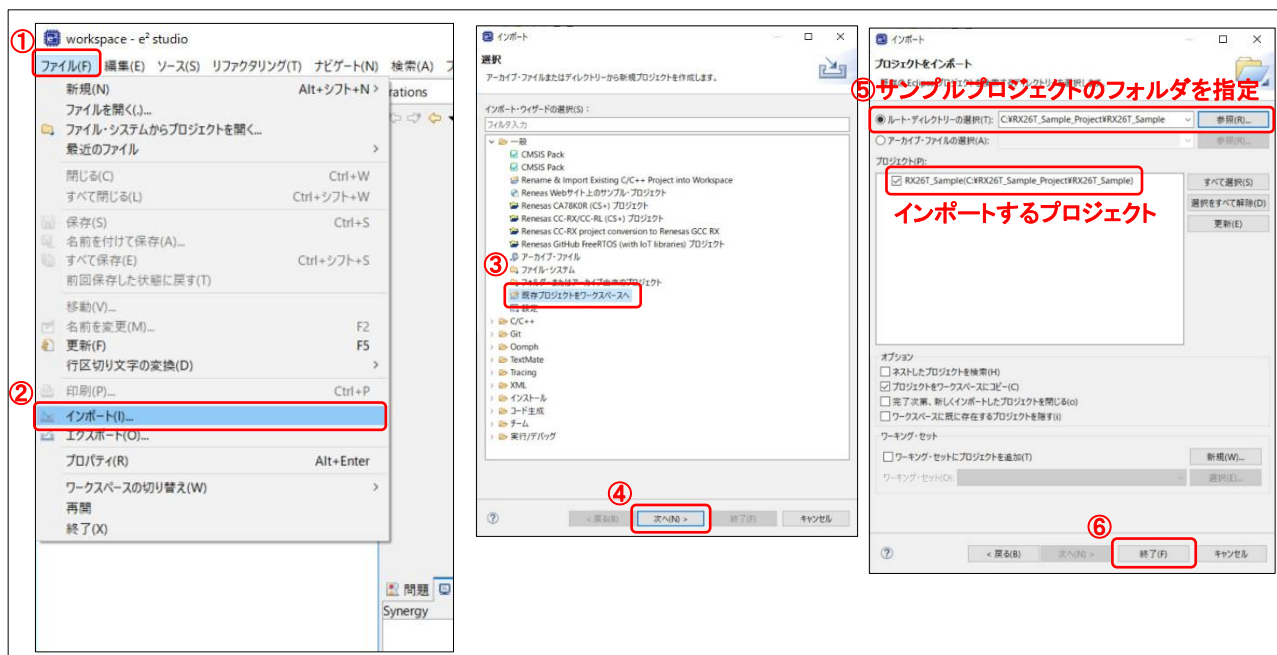 ①
workspace - e² studio
ファイル(F) 編集(E) ソース(S) リファクタリング(T) ナビゲート(N) 検索(A) フ
新規(N) Alt+シフト+N >
ations
ファイルを開く(.)...
ファイル・システムからプロジェクトを開く...
最近のファイル >
閉じる(C) Ctrl+W
すべて閉じる(L) Ctrl+シフト+W
保存(S) Ctrl+S
名前を付けて保存(A)...
すべて保存(E) Ctrl+シフト+S
前回保存した状態に戻す(T)
移動(V)...
名前を変更(M)... F2
更新(F) F5
行区切り文字の変換(D) >
印刷(P)... Ctrl+P
②
インポート(I)...
エクスポート(O)...
プロパティ(R) Alt+Enter
ワークスペースの切り替え(W) >
再開
終了(X)
問題
Synergy
インポート
選択
アーカイブ・ファイルまたはディレクトリーから新規プロジェクトを作成します。
インポート・ウィザードの選択(S) :
フィルタ入力
一般
CMSIS Pack
CMSIS Pack
Rename & Import Existing C/C++ Project into Workspace
Reneas Webサイト上のサンプル・プロジェクト
Renesas CA78K0R (CS+) プロジェクト
Renesas CC-RX/CC-RL (CS+) プロジェクト
Renesas CC-RX project conversion to Renesas GCC RX
Renesas GitHub FreeRTOS (with IoT libraries) プロジェクト
アーカイブ・ファイル
③
ファイル・システム
フォルダーまたはアーカイブ由来のプロジェクト
既存プロジェクトをワークスペースへ
設定
> C/C++
> Git
> Oomph
> TextMate
> Tracing
> XML
> インストール
> コード生成
> チーム
> 実行/デバッグ
④
< 戻る(B) 次へ(N) > 終了(F) キャンセル
インポート
プロジェクトをインポート
⑤サンプルプロジェクトのフォルダを指定
ルート・ディレクトリーの選択(T): C:¥RX26T_Sample_Project¥RX26T_Sample 参照(R)...
アーカイブ・ファイルの選択(A): 参照(R)...
プロジェクト(P):
RX26T_Sample(C:¥RX26T_Sample_Project¥RX26T_Sample) すべて選択(S)
選択をすべて解除(D)
インポートするプロジェクト
更新(E)
オプション
ネストしたプロジェクトを検索(H)
プロジェクトをワークスペースにコピー(C)
完了次第、新しくインポートしたプロジェクトを閉じる(o)
ワークスペースに既に存在するプロジェクトを隠す(i)
ワーキング・セット
ワーキング・セットにプロジェクトを追加(T) 新規(W)...
ワーキング・セット(O): 選択(E)...
⑥
< 戻る(B) 次へ(N) > 終了(F) キャンセル